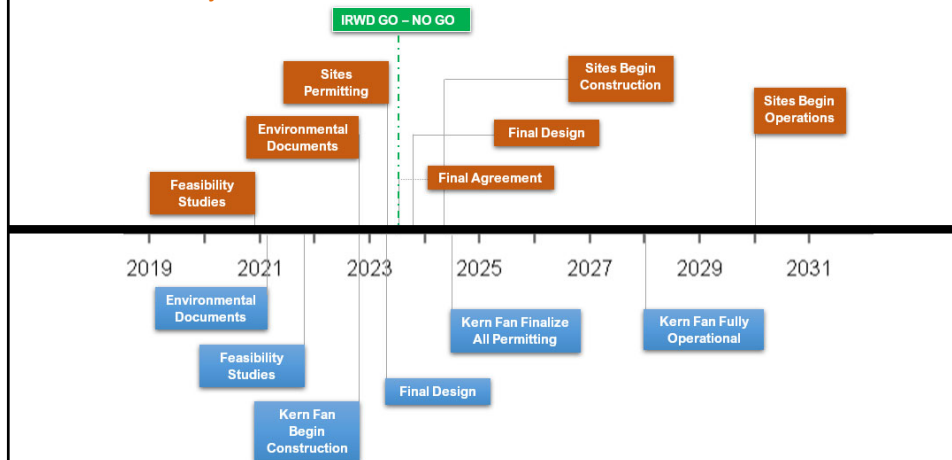 IRWD GO – NO GO
Sites
Permitting
Sites Begin
Construction
Sites Begin
Operations
Environmental
Documents
Final Design
Feasibility
Studies
Final Agreement
2019
2021
2023
2025
2027
2029
2031
Environmental
Documents
Kern Fan Finalize
All Permitting
Kern Fan Fully
Operational
Feasibility
Studies
Final Design
Kern Fan
Begin
Construction